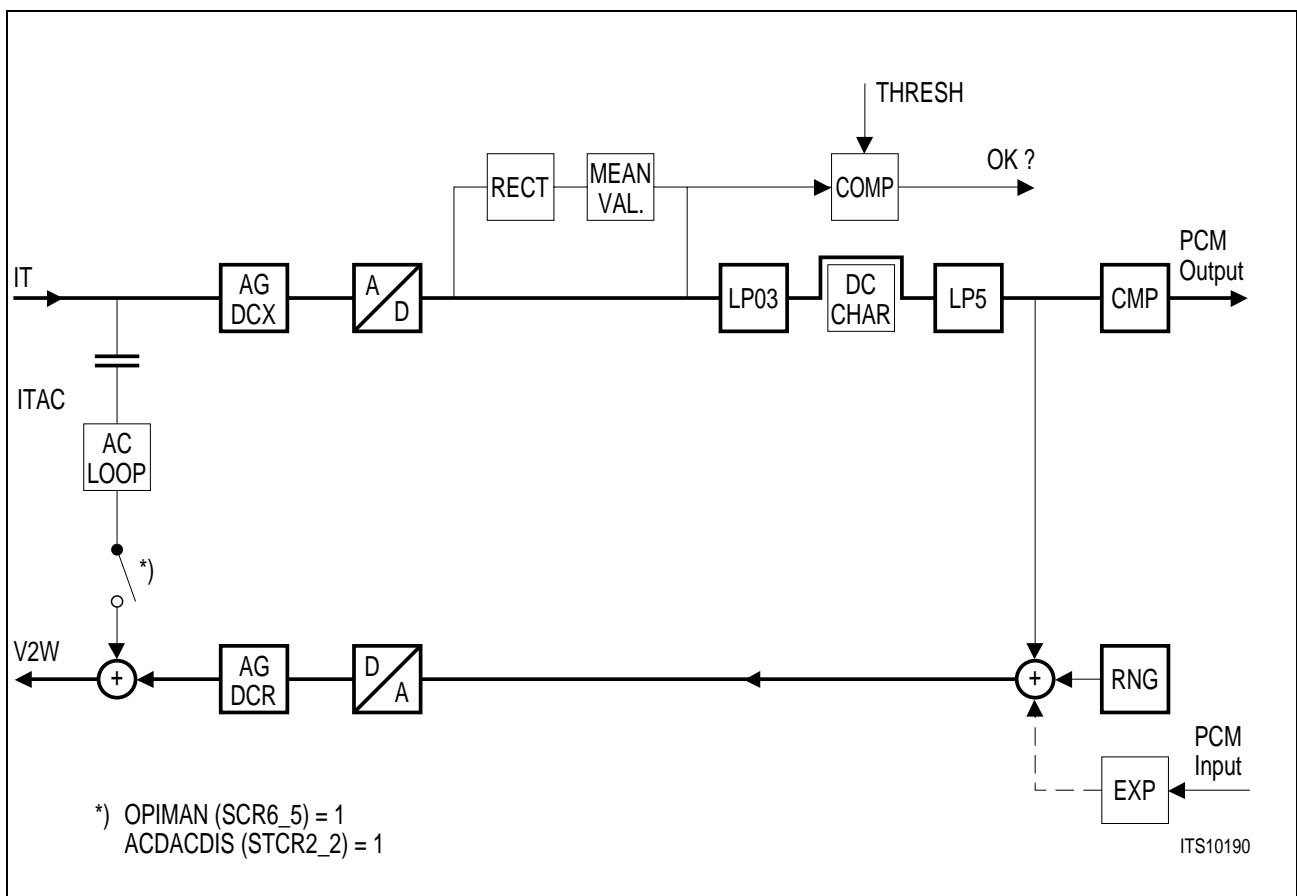 THRESH
OK ?
RECT
MEAN
VAL.
COMP
PCM
Output
IT
AG
DCX
A
D
LP03
DC
CHAR
LP5
CMP
ITAC
AC
LOOP
*)
V2W
+
AG
DCR
D
A
+
RNG
PCM
Input
EXP
*) OPIMAN (SCR6_5) = 1
ACDACDIS (STCR2_2) = 1
ITS10190